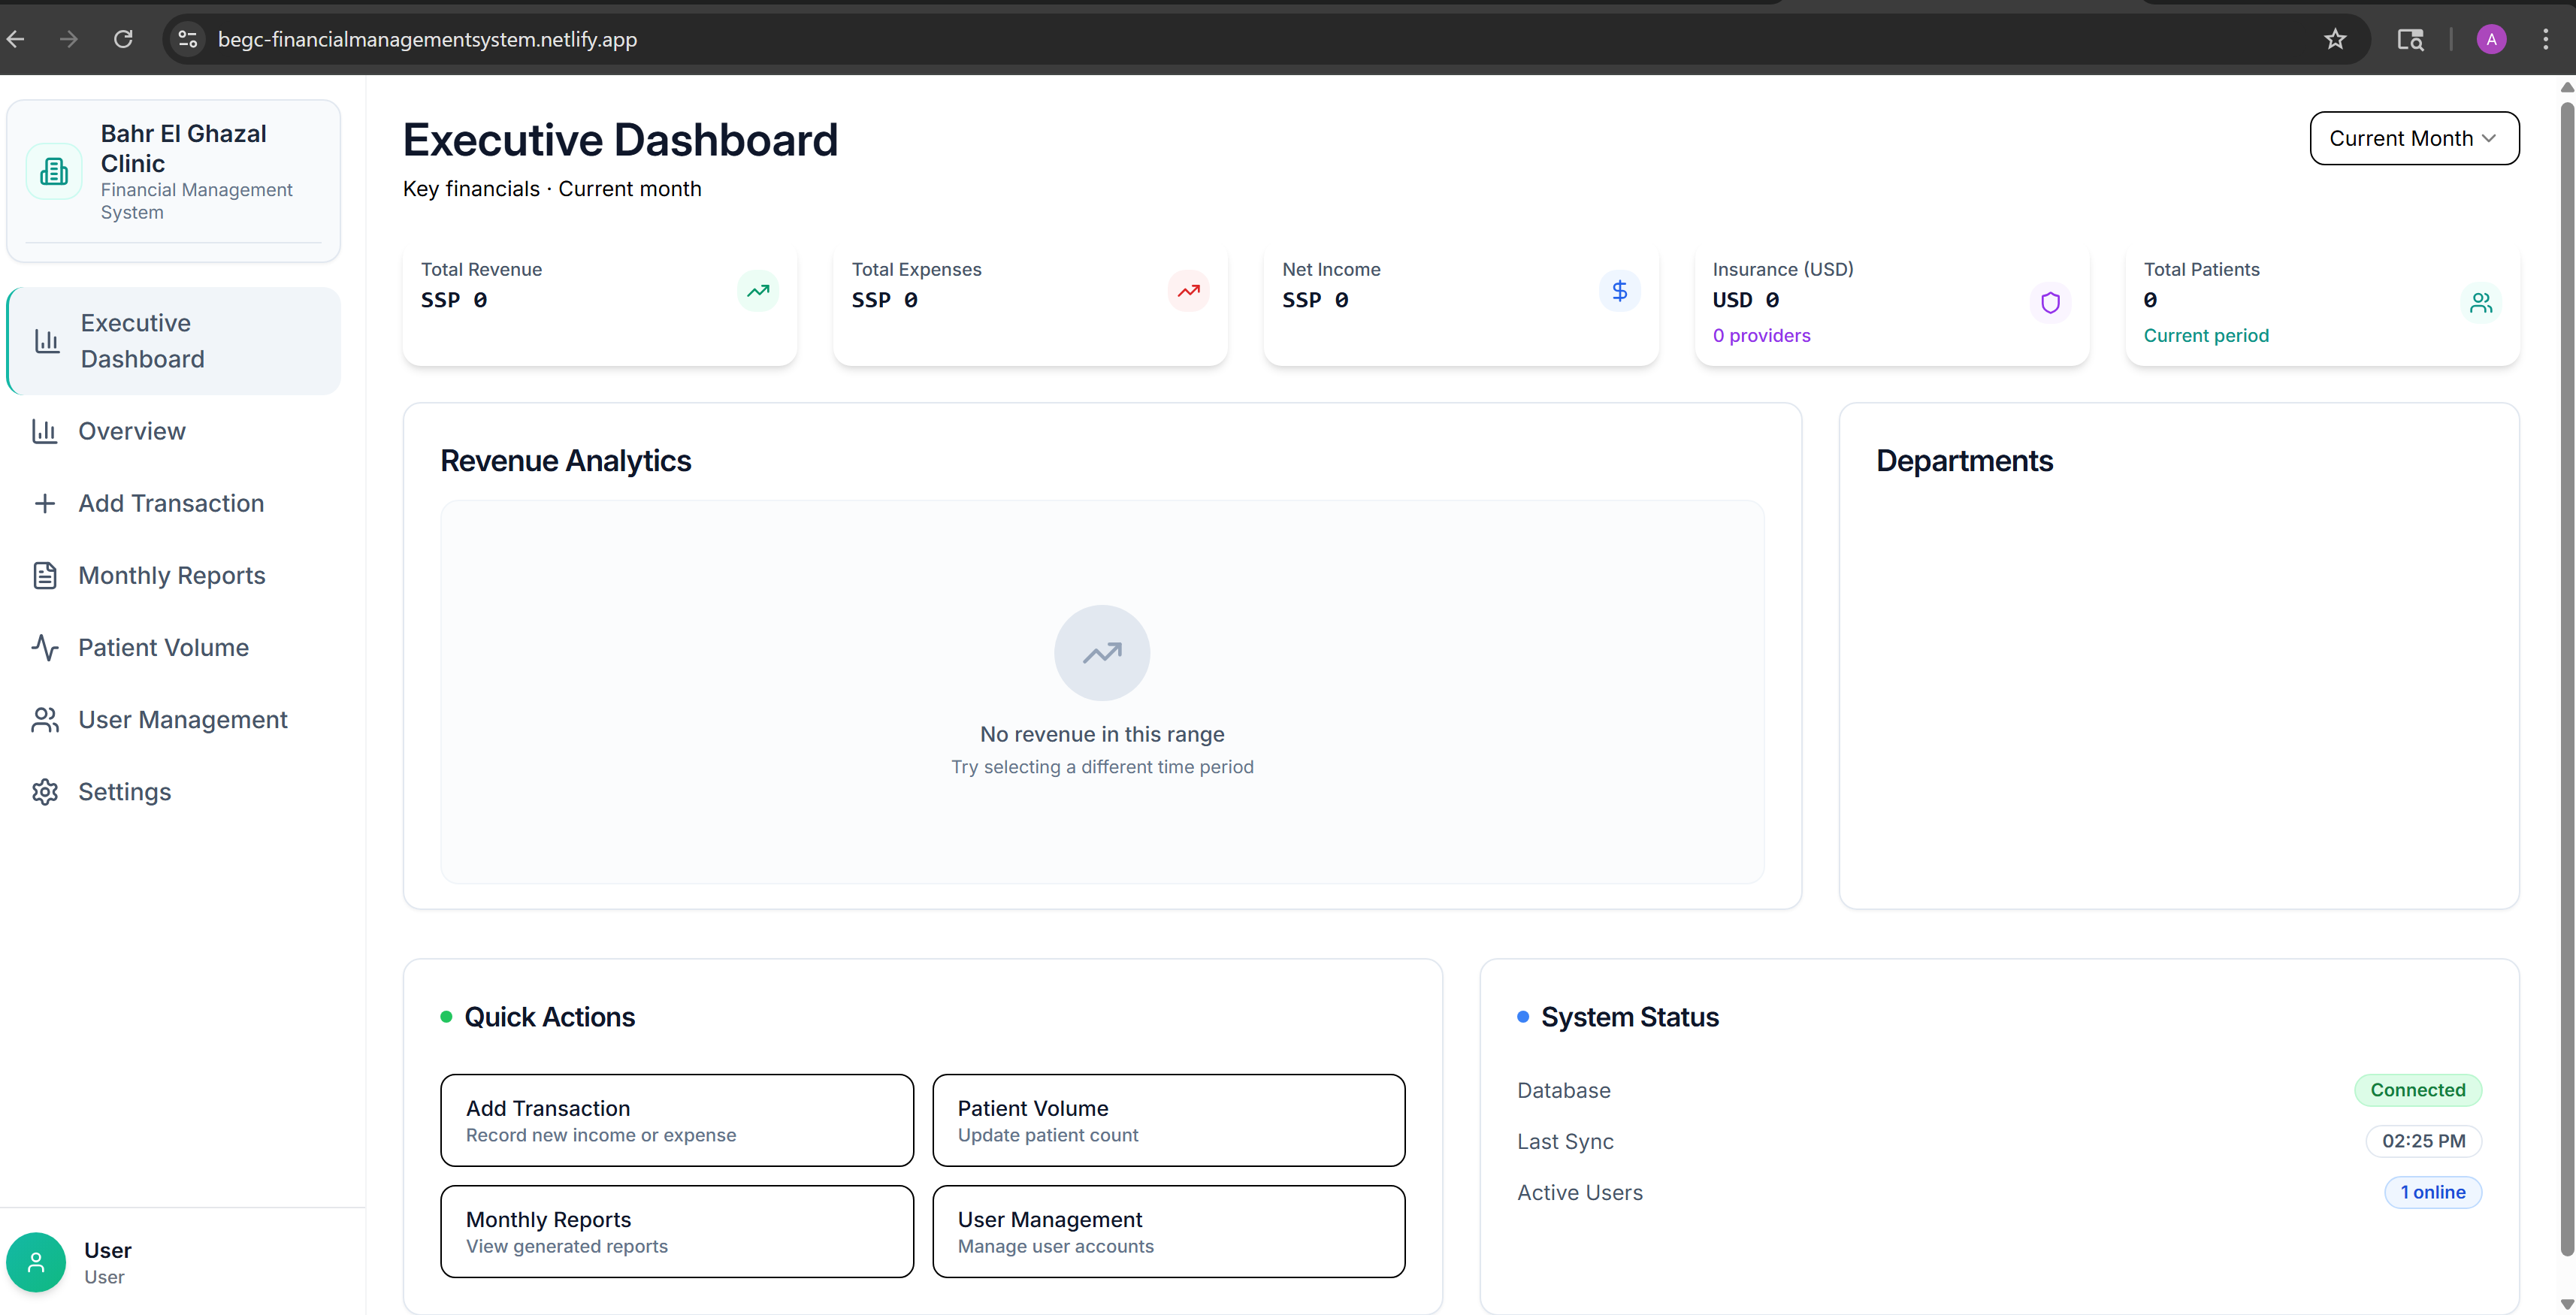 begc-financialmanagementsystem.netlify.app
A
Bahr El Ghazal
Clinic
Financial Management
System
Executive
Dashboard
Overview
Add Transaction
Monthly Reports
Patient Volume
User Management
Settings
User
User
Executive Dashboard
Key financials · Current month
Current Month
Total Revenue
SSP 0
Total Expenses
SSP 0
Net Income
SSP 0
Insurance (USD)
USD 0
0 providers
Total Patients
0
Current period
Revenue Analytics
No revenue in this range
Try selecting a different time period
Departments
Quick Actions
Add Transaction
Record new income or expense
Patient Volume
Update patient count
Monthly Reports
View generated reports
User Management
Manage user accounts
System Status
Database
Connected
Last Sync
02:25 PM
Active Users
1 online